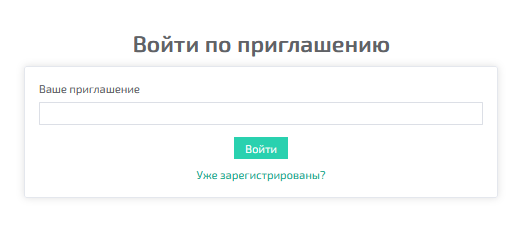 Войти по приглашению
Ваше приглашение
Войти
Уже зарегистрированы?